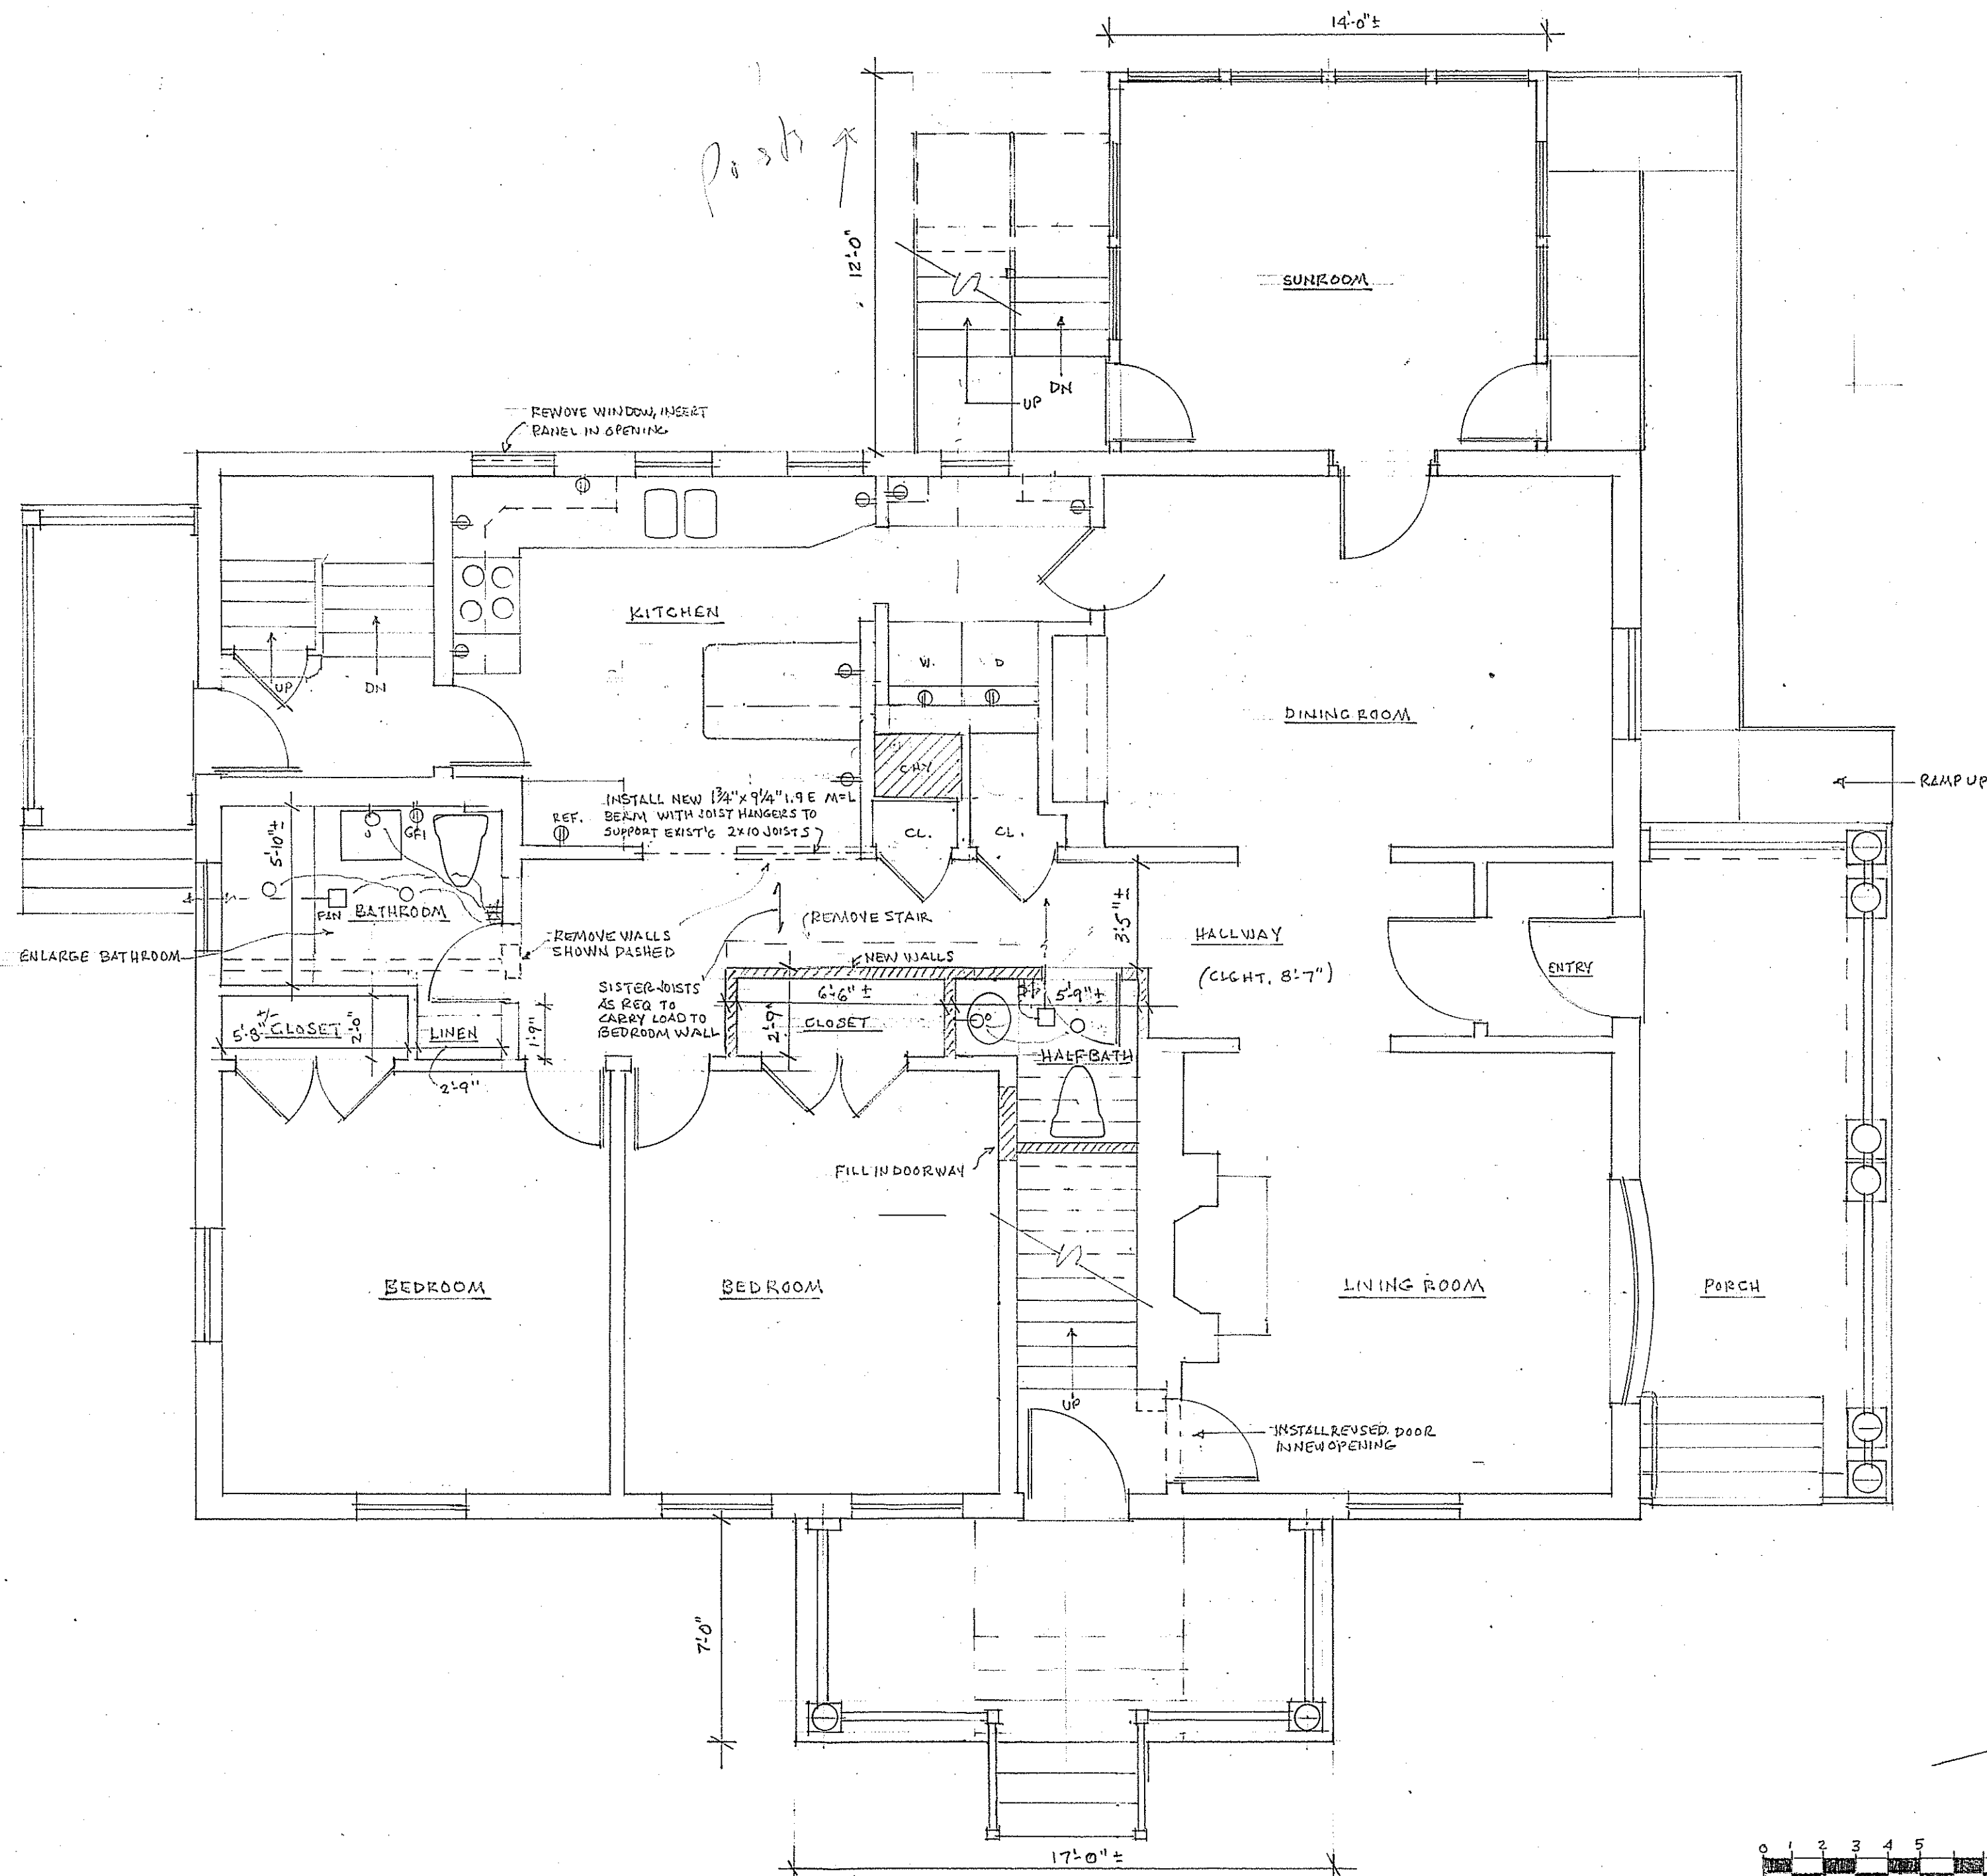 14'-0"±
Posts
12'-0"
SUNROOM
DN
UP
REMOVE WINDOW, INSERT
PANEL IN OPENING
KITCHEN
W.
D
UP
DN
DINING ROOM
CHY
RAMP UP
INSTALL NEW 1¾"x9¼" 1.9E M=L
BEAM WITH JOIST HANGERS TO
SUPPORT EXIST'G 2x10 JOISTS
REF.
CL.
CL.
5'-10"±
GFI
FAN
BATHROOM
REMOVE STAIR
3'-5"±
ENLARGE BATHROOM
REMOVE WALLS
SHOWN DASHED
HALLWAY
(CLGHT. 8'-7")
ENTRY
NEW WALLS
SISTER JOISTS
AS REQ TO
CARRY LOAD TO
BEDROOM WALL
6'-6"±
5'-9"±
2'-9"
CLOSET
5'-8" +/-
CLOSET
2'-0"
LINEN
1'-9"
HALF BATH
2'-9"
FILL IN DOORWAY
BEDROOM
BEDROOM
LIVING ROOM
PORCH
UP
INSTALL REUSED DOOR
IN NEW OPENING
7'-0"
17'-0"±
0 1 2 3 4 5